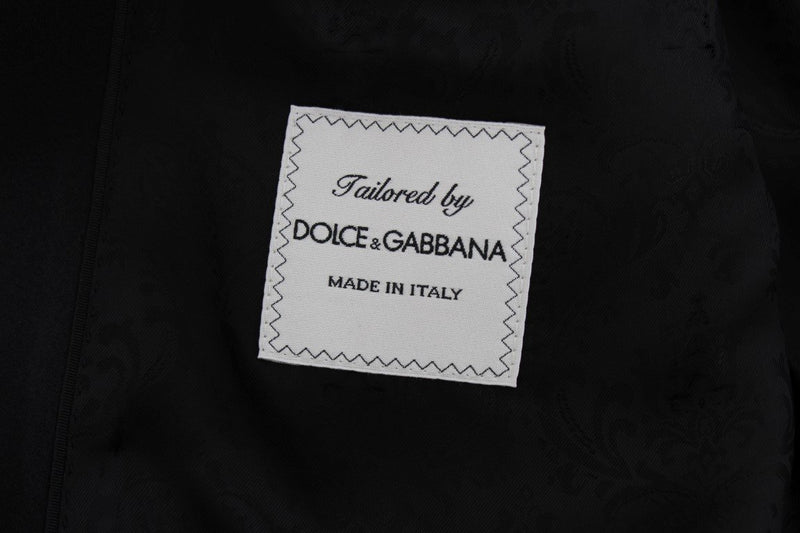 Tailored by
DOLCE & GABBANA
MADE IN ITALY